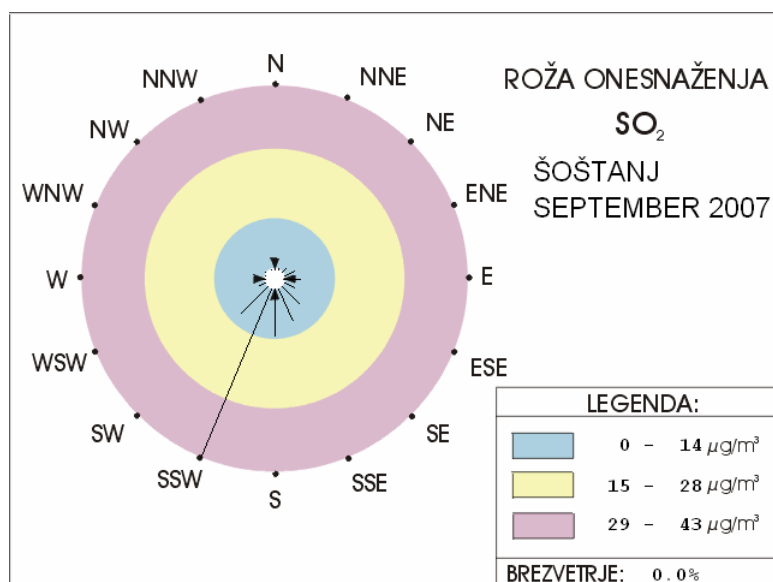 ROŽA ONESNAŽENJA
SO₂
ŠOŠTANJ
SEPTEMBER 2007
N
NNE
NE
ENE
E
ESE
SE
SSE
S
SSW
SW
WSW
W
WNW
NW
NNW
LEGENDA:
0 – 14 µg/m³
15 – 28 µg/m³
29 – 43 µg/m³
BREZVETRJE: 0.0%